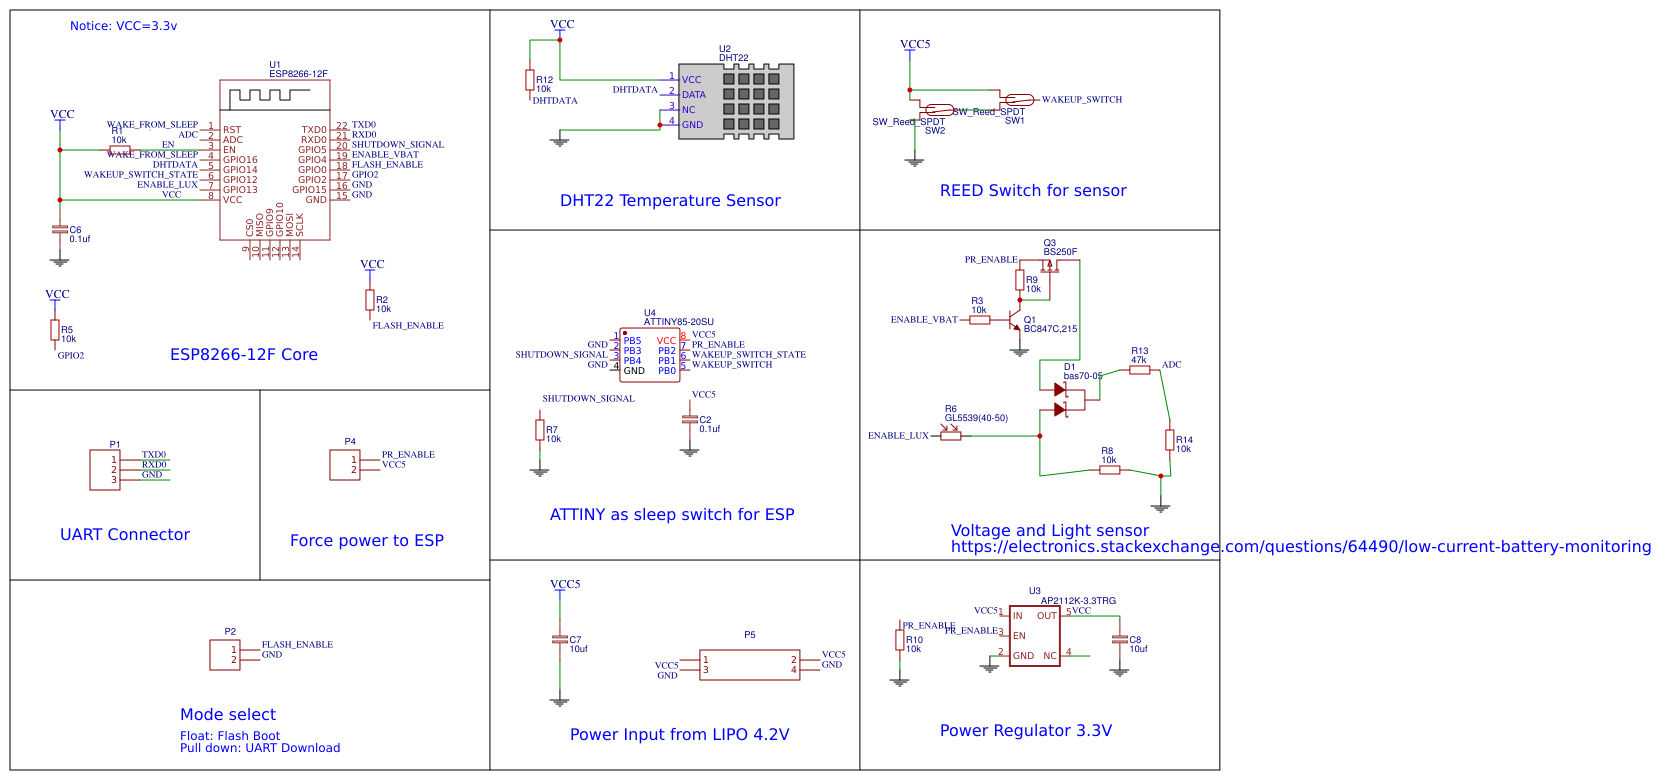 Notice: VCC=3.3v
U1
ESP8266-12F
VCC
WAKE_FROM_SLEEP
ADC
R1
10k
EN
WAKE_FROM_SLEEP
DHTDATA
WAKEUP_SWITCH_STATE
ENABLE_LUX
VCC
1 RST
2 ADC
3 EN
4 GPIO16
5 GPIO14
6 GPIO12
7 GPIO13
8 VCC
TXD0 22 TXD0
RXD0 21 RXD0
GPIO5 20 SHUTDOWN_SIGNAL
GPIO4 19 ENABLE_VBAT
GPIO0 18 FLASH_ENABLE
GPIO2 17 GPIO2
GPIO15 16 GND
GND 15 GND
CS0 MISO GPIO9 GPIO10 MOSI SCLK
9 10 11 12 13 14
C6
0.1uf
VCC
R5
10k
GPIO2
VCC
R2
10k
FLASH_ENABLE
ESP8266-12F Core
VCC
R12
10k
DHTDATA
U2
DHT22
DHTDATA
1 VCC
2 DATA
3 NC
4 GND
DHT22 Temperature Sensor
VCC5
WAKEUP_SWITCH
SW_Reed_SPDT
SW1
SW_Reed_SPDT
SW2
REED Switch for sensor
U4
ATTINY85-20SU
GND 1 PB5
2 PB3
SHUTDOWN_SIGNAL 3 PB4
GND 4 GND
VCC 8 VCC5
PB2 7 PR_ENABLE
PB1 6 WAKEUP_SWITCH_STATE
PB0 5 WAKEUP_SWITCH
SHUTDOWN_SIGNAL
R7
10k
VCC5
C2
0.1uf
ATTINY as sleep switch for ESP
Q3
BS250F
PR_ENABLE
R9
10k
R3
10k
ENABLE_VBAT
Q1
BC847C,215
D1
bas70-05
R13
47k
ADC
R6
GL5539(40-50)
ENABLE_LUX
R14
10k
R8
10k
Voltage and Light sensor
https://electronics.stackexchange.com/questions/64490/low-current-battery-monitoring
P1
1 TXD0
2 RXD0
3 GND
UART Connector
P4
1 PR_ENABLE
2 VCC5
Force power to ESP
P2
1 FLASH_ENABLE
2 GND
Mode select
Float: Flash Boot
Pull down: UART Download
VCC5
C7
10uf
P5
VCC5 1 2 VCC5
GND 3 4 GND
Power Input from LIPO 4.2V
PR_ENABLE
R10
10k
U3
AP2112K-3.3TRG
VCC5 1 IN
PR_ENABLE 3 EN
2 GND
OUT 5 VCC
NC 4
C8
10uf
Power Regulator 3.3V